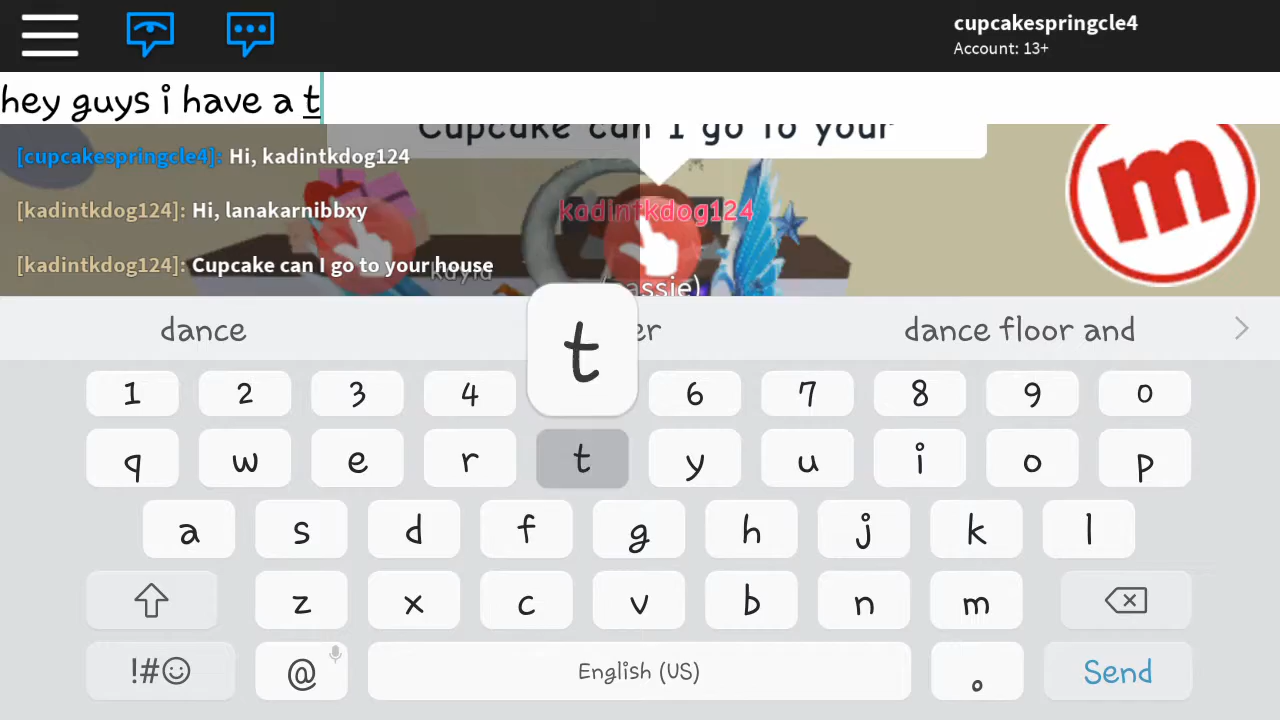 cupcakespringcle4
Account: 13+
hey guys i have a t
Cupcake can I go to your
[cupcakespringcle4]: Hi, kadintkdog124
[kadintkdog124]: Hi, lanakarnibbxy
kadintkdog124
[kadintkdog124]: Cupcake can I go to your house
kayla
m
dance
er
dance floor and
t
1 2 3 4 6 7 8 9 0
q w e r t y u i o p
a s d f g h j k l
z x c v b n m
!#☺ @ English (US) . Send